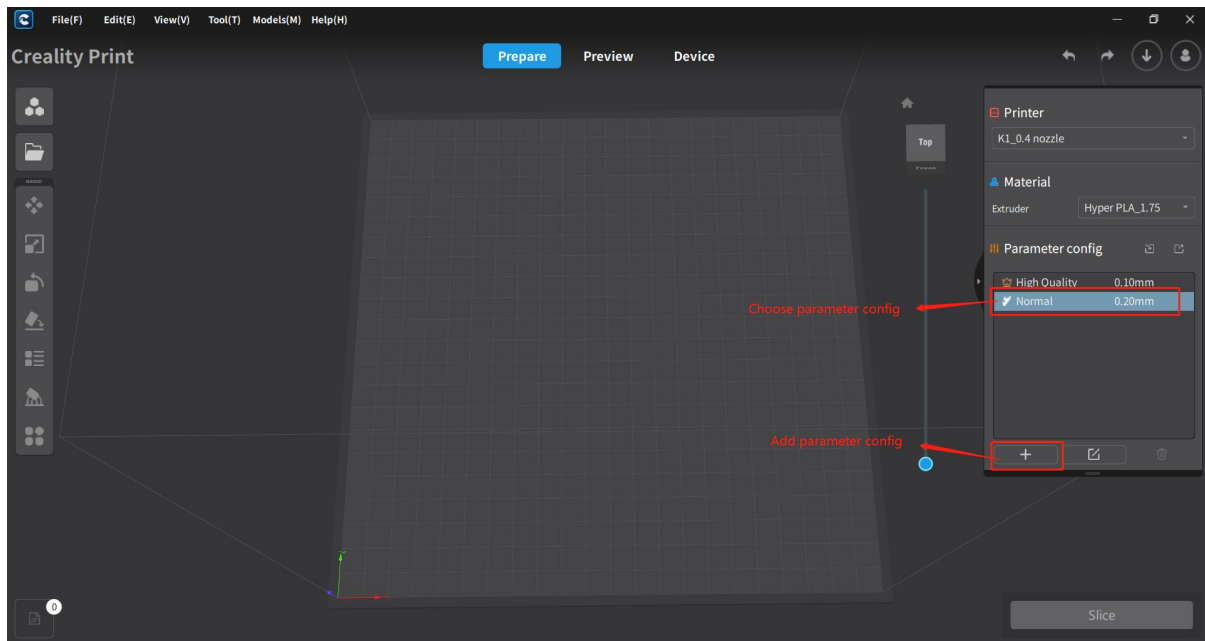 File(F) Edit(E) View(V) Tool(T) Models(M) Help(H)
Creality Print
Prepare Preview Device
Top
Front
Printer
K1_0.4 nozzle
Material
Extruder Hyper PLA_1.75
Parameter config
High Quality 0.10mm
Normal 0.20mm
Choose parameter config
Add parameter config
0
Slice